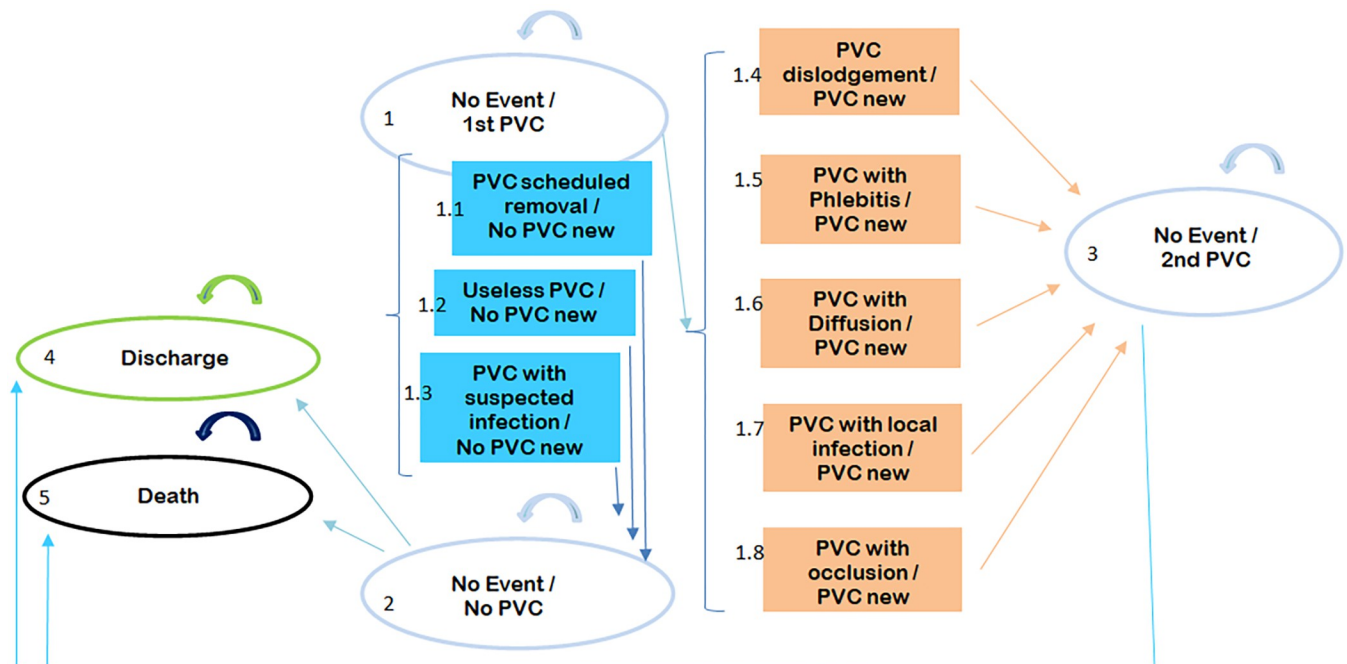 1
No Event /
1st PVC
1.1
PVC scheduled
removal /
No PVC new
1.2
Useless PVC /
No PVC new
1.3
PVC with
suspected
infection /
No PVC new
4
Discharge
5
Death
2
No Event /
No PVC
1.4
PVC
dislodgement /
PVC new
1.5
PVC with
Phlebitis /
PVC new
1.6
PVC with
Diffusion /
PVC new
1.7
PVC with local
infection /
PVC new
1.8
PVC with
occlusion /
PVC new
3
No Event /
2nd PVC